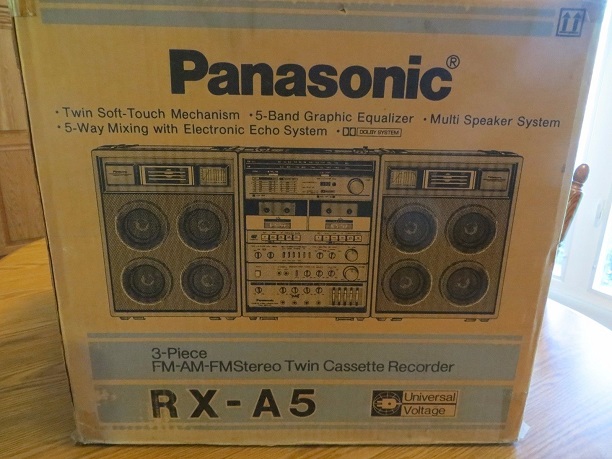 Panasonic®
• Twin Soft-Touch Mechanism • 5-Band Graphic Equalizer • Multi Speaker System
• 5-Way Mixing with Electronic Echo System • DOLBY SYSTEM
3-Piece
FM-AM-FMStereo Twin Cassette Recorder
RX-A5
Universal
Voltage